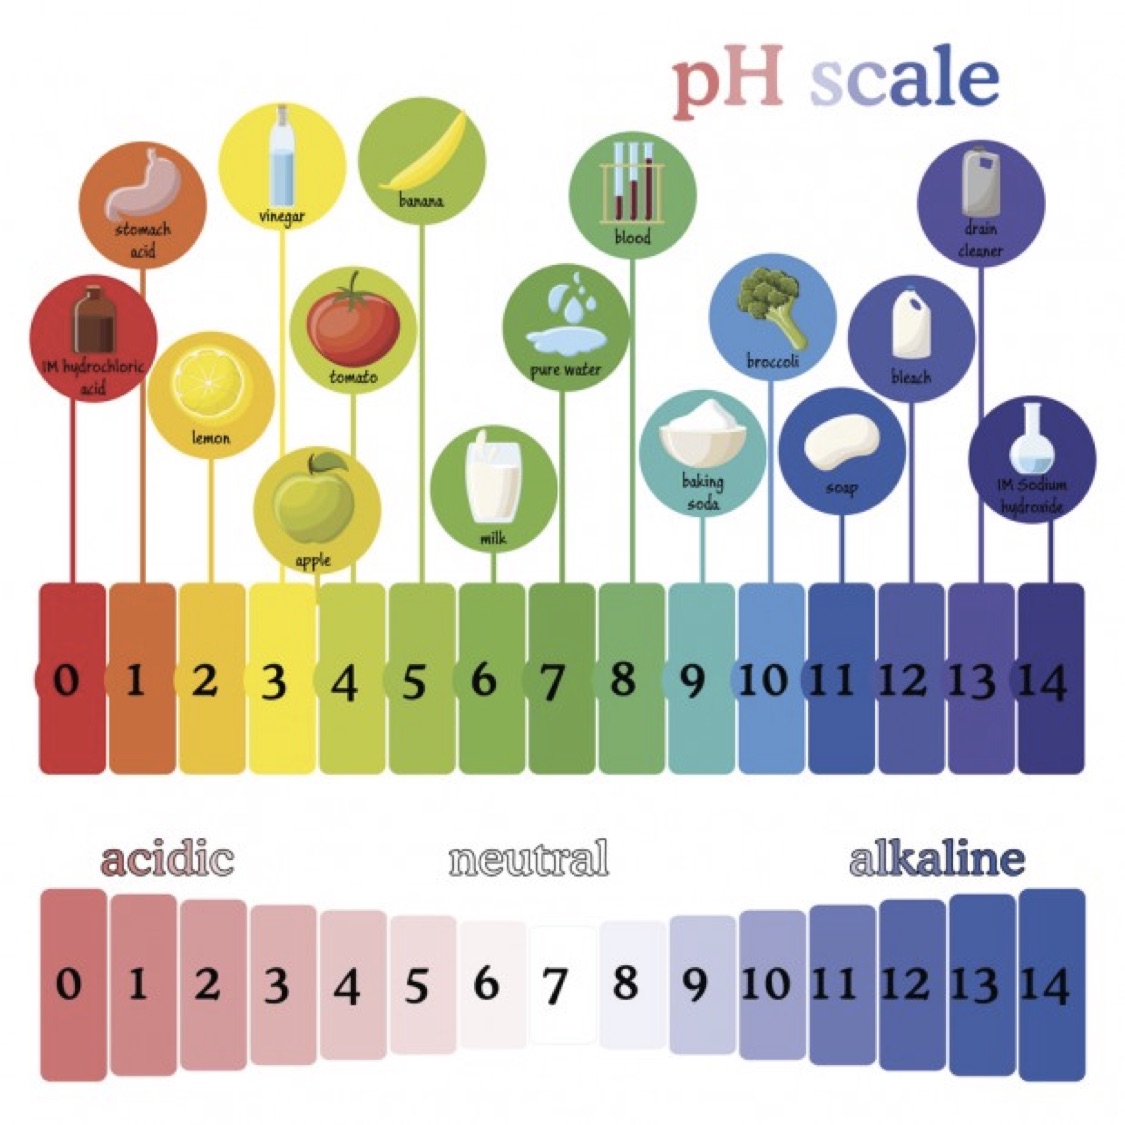 pH scale
stomach
acid
vinegar
banana
blood
drain
cleaner
1M hydrochloric
acid
lemon
tomato
pure water
broccoli
bleach
apple
milk
baking
soda
soap
1M Sodium
hydroxide
0 1 2 3 4 5 6 7 8 9 10 11 12 13 14
acidic neutral alkaline
0 1 2 3 4 5 6 7 8 9 10 11 12 13 14